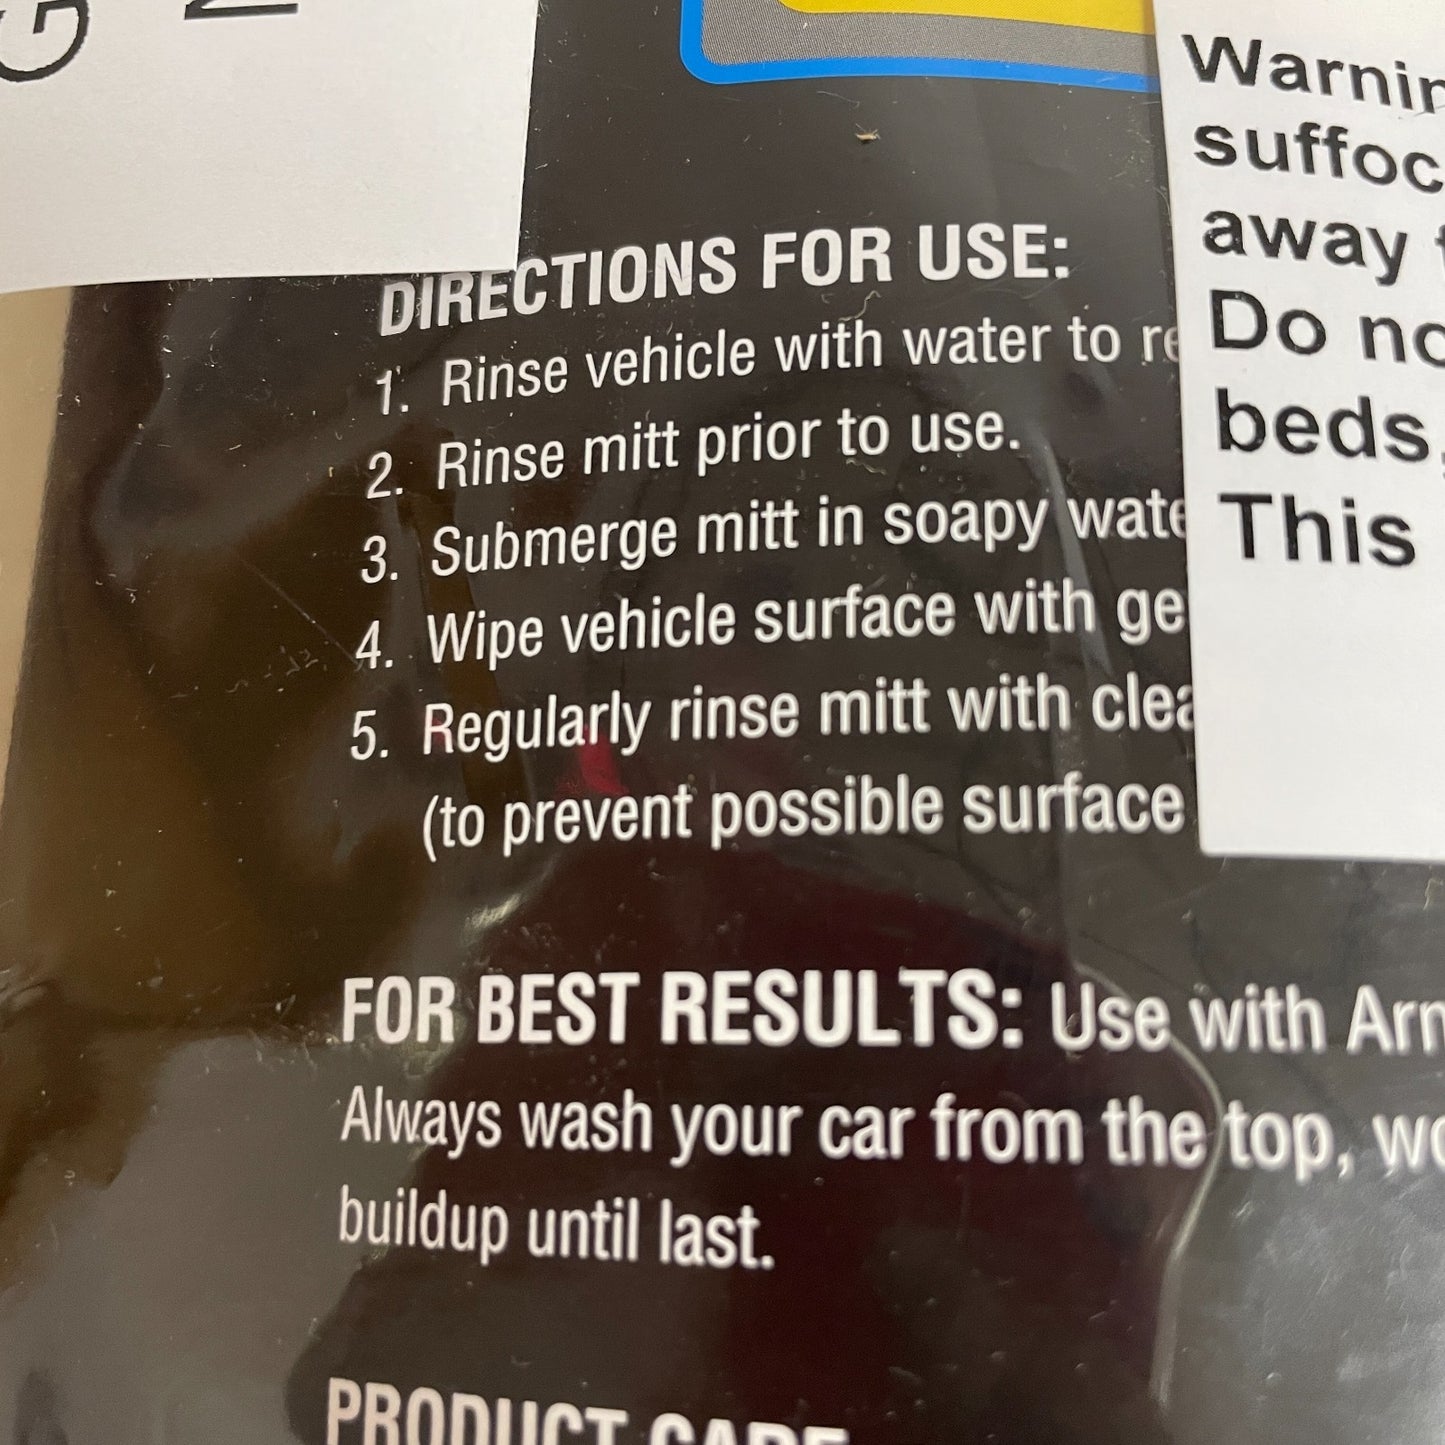 G
DIRECTIONS FOR USE:
1. Rinse vehicle with water to re
2. Rinse mitt prior to use.
3. Submerge mitt in soapy wate
4. Wipe vehicle surface with ge
5. Regularly rinse mitt with clea
(to prevent possible surface
FOR BEST RESULTS: Use with Arm
Always wash your car from the top, wo
buildup until last.
PRODUCT CARE
Warnin
suffoc
away
Do no
beds,
This